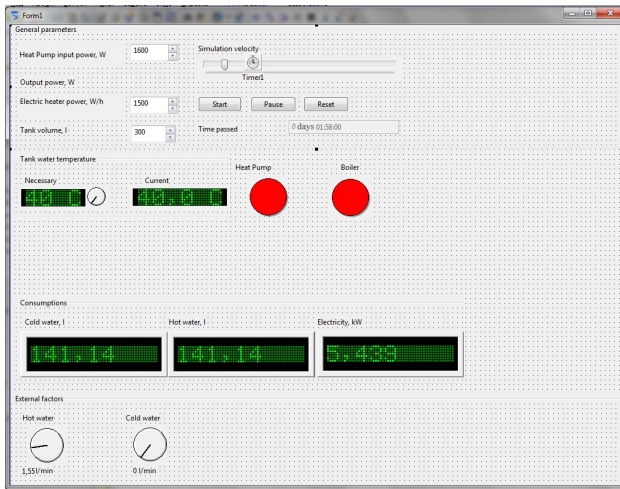 Form1
General parameters
Heat Pump input power, W
1600
Simulation velocity
Timer1
Output power, W
Electric heater power, W/h
1500
Start
Pause
Reset
Tank volume, l
300
Time passed
0 days 01:58:00
Tank water temperature
Heat Pump
Boiler
Necessary
Current
40 C
40,0 C
Consumptions
Cold water, l
Hot water, l
Electricity, kW
141,14
141,14
5,439
External factors
Hot water
Cold water
1,55l/min
0 l/min